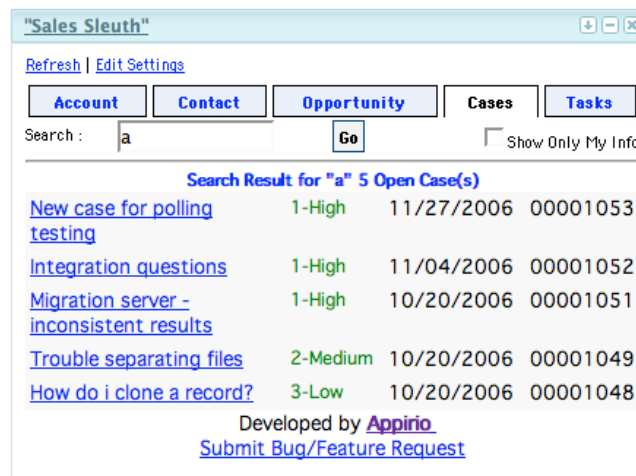 "Sales Sleuth"
Refresh | Edit Settings
Account Contact Opportunity Cases Tasks
Search : a Go Show Only My Info
Search Result for "a" 5 Open Case(s)
New case for polling 1-High 11/27/2006 00001053
testing
Integration questions 1-High 11/04/2006 00001052
Migration server - 1-High 10/20/2006 00001051
inconsistent results
Trouble separating files 2-Medium 10/20/2006 00001049
How do i clone a record? 3-Low 10/20/2006 00001048
Developed by Appirio
Submit Bug/Feature Request